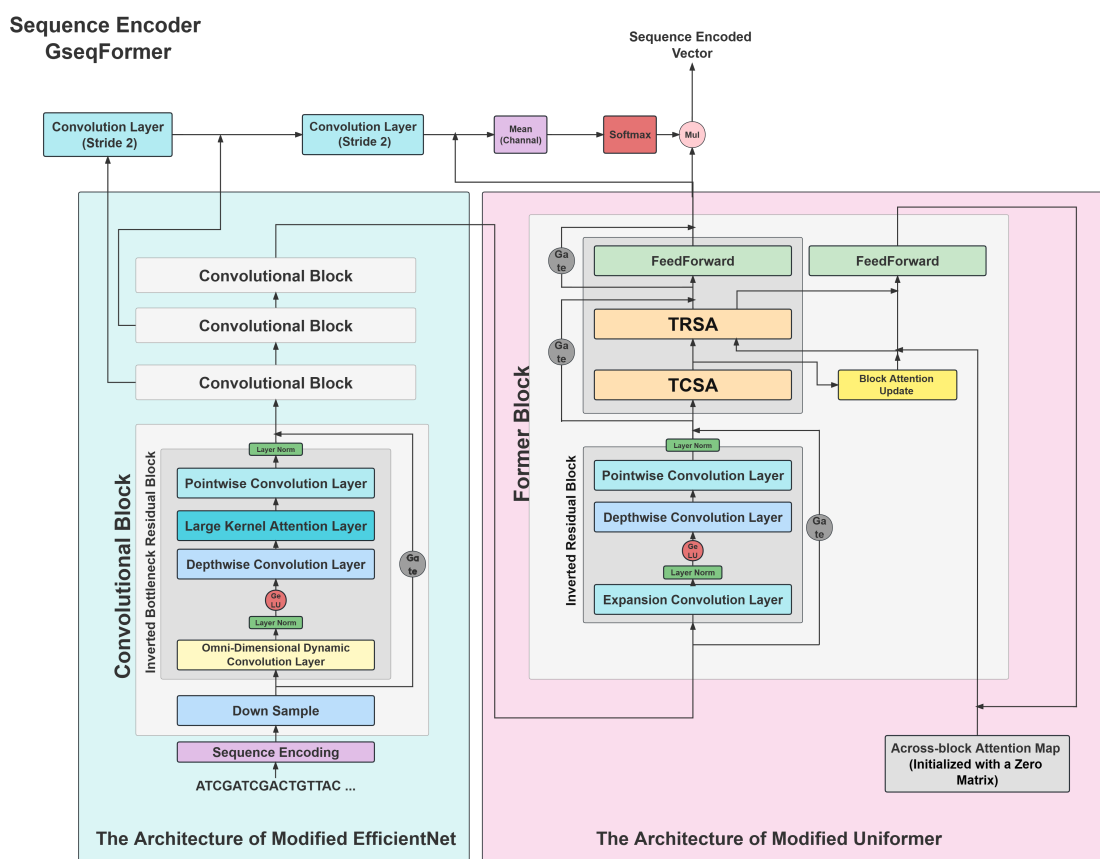 Sequence Encoder
GseqFormer
Sequence Encoded
Vector
Convolution Layer
(Stride 2)
Convolution Layer
(Stride 2)
Mean
(Channal)
Softmax
Mul
Convolutional Block
Convolutional Block
Convolutional Block
Convolutional Block
Inverted Bottleneck Residual Block
Layer Norm
Pointwise Convolution Layer
Large Kernel Attention Layer
Depthwise Convolution Layer
Ge
LU
Layer Norm
Omni-Dimensional Dynamic
Convolution Layer
Ga
te
Down Sample
Sequence Encoding
ATCGATCGACTGTTAC ...
The Architecture of Modified EfficientNet
Former Block
Ga
te
FeedForward
FeedForward
TRSA
Ga
te
TCSA
Block Attention
Update
Inverted Residual Block
Layer Norm
Pointwise Convolution Layer
Depthwise Convolution Layer
Ge
LU
Layer Norm
Expansion Convolution Layer
Ga
te
Across-block Attention Map
(Initialized with a Zero
Matrix)
The Architecture of Modified Uniformer